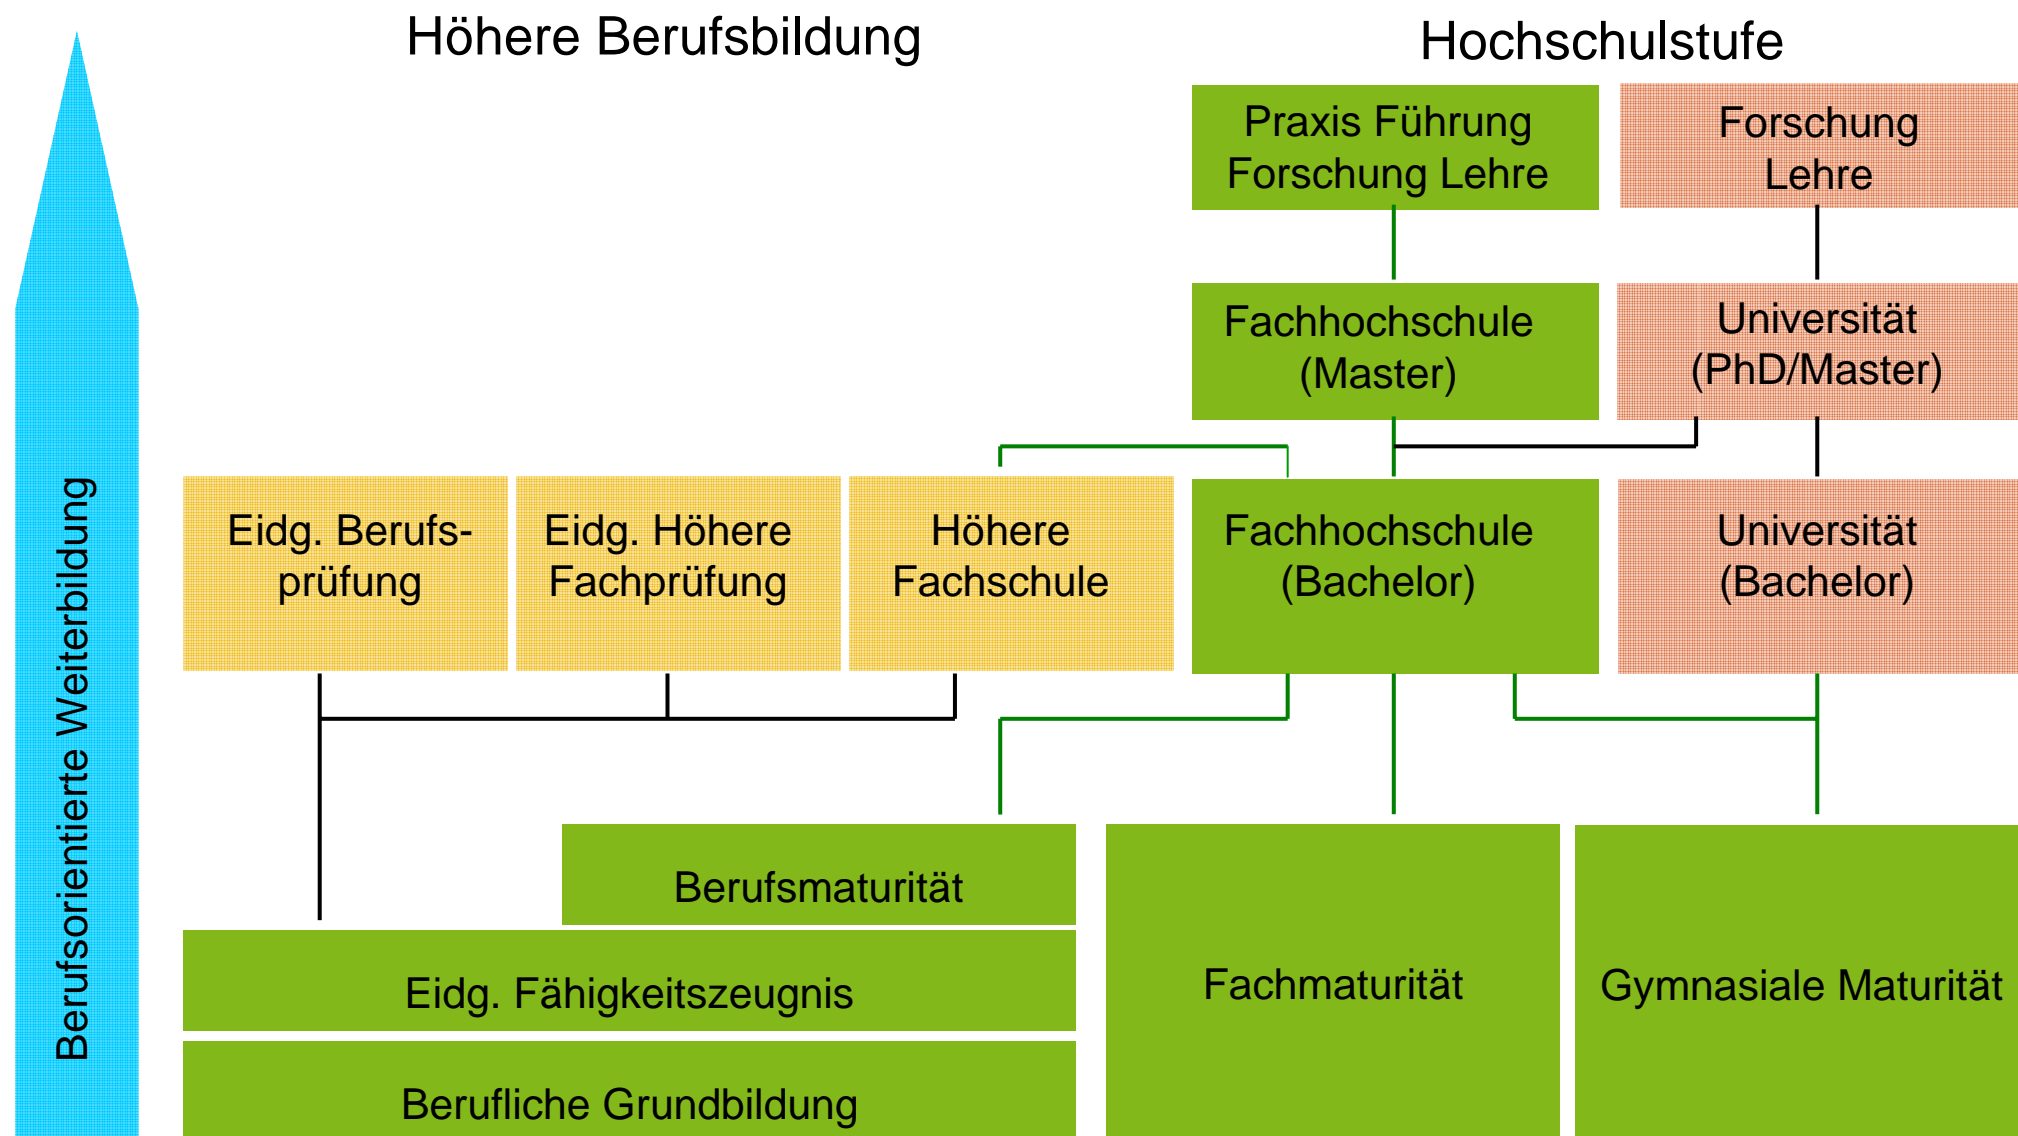 Höhere Berufsbildung
Hochschulstufe
Praxis Führung
Forschung Lehre
Forschung
Lehre
Fachhochschule
(Master)
Universität
(PhD/Master)
Eidg. Berufs-
prüfung
Eidg. Höhere
Fachprüfung
Höhere
Fachschule
Fachhochschule
(Bachelor)
Universität
(Bachelor)
Berufsorientierte Weiterbildung
Berufsmaturität
Eidg. Fähigkeitszeugnis
Berufliche Grundbildung
Fachmaturität
Gymnasiale Maturität